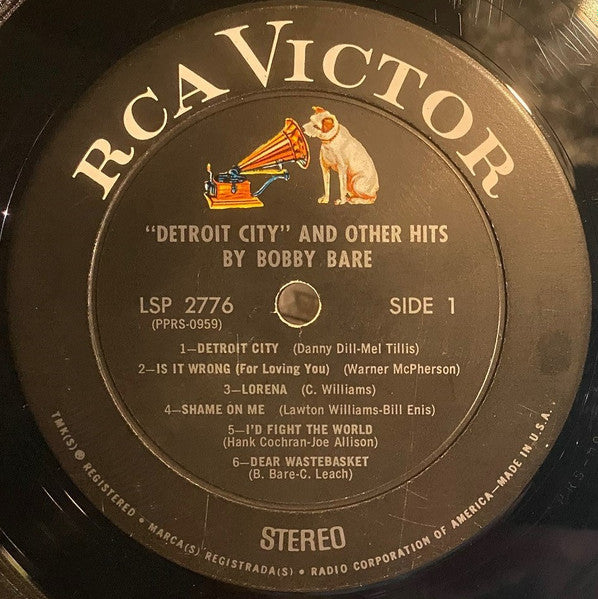 RCA VICTOR
"DETROIT CITY" AND OTHER HITS
BY BOBBY BARE
LSP 2776 SIDE 1
(PPRS-0959)
1—DETROIT CITY (Danny Dill-Mel Tillis)
2—IS IT WRONG (For Loving You) (Warner McPherson)
3—LORENA (C. Williams)
4—SHAME ON ME (Lawton Williams-Bill Enis)
5—I'D FIGHT THE WORLD
(Hank Cochran-Joe Allison)
6—DEAR WASTEBASKET
(B. Bare-C. Leach)
STEREO
TMK(S) ® REGISTERED • MARCA(S) REGISTRADA(S) • RADIO CORPORATION OF AMERICA—MADE IN U.S.A.